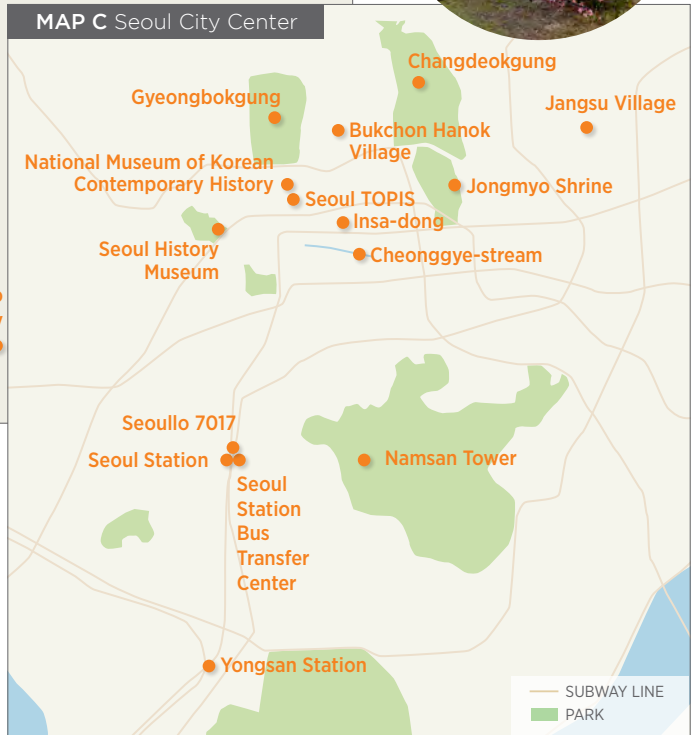 MAP C Seoul City Center
Changdeokgung
Gyeongbokgung
Jangsu Village
Bukchon Hanok
Village
National Museum of Korean
Contemporary History
Jongmyo Shrine
Seoul TOPIS
Insa-dong
Seoul History
Museum
Cheonggye-stream
Seoullo 7017
Seoul Station
Namsan Tower
Seoul
Station
Bus
Transfer
Center
Yongsan Station
SUBWAY LINE
PARK